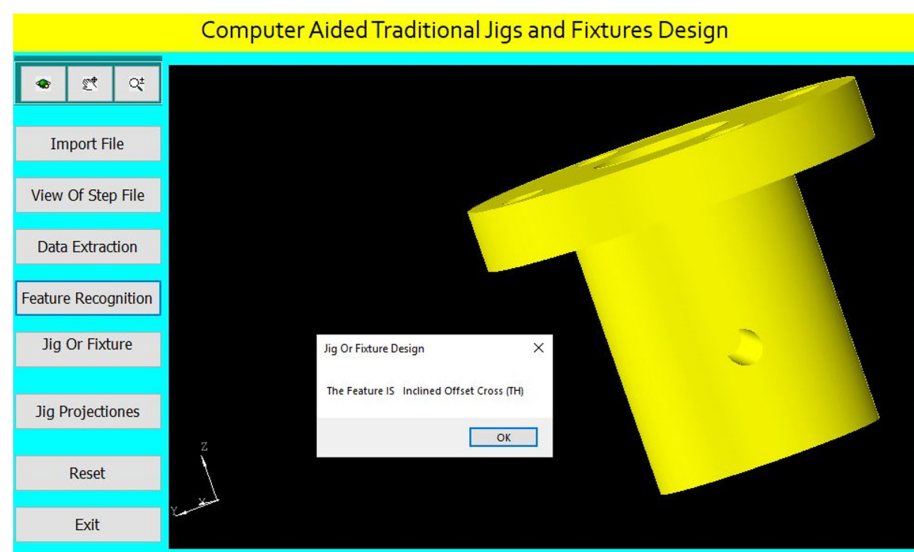 Computer Aided Traditional Jigs and Fixtures Design
Import File
View Of Step File
Data Extraction
Feature Recognition
Jig Or Fixture
Jig Projectiones
Reset
Exit
Jig Or Fixture Design
The Feature IS Inclined Offset Cross (TH)
OK
Z
X
Y